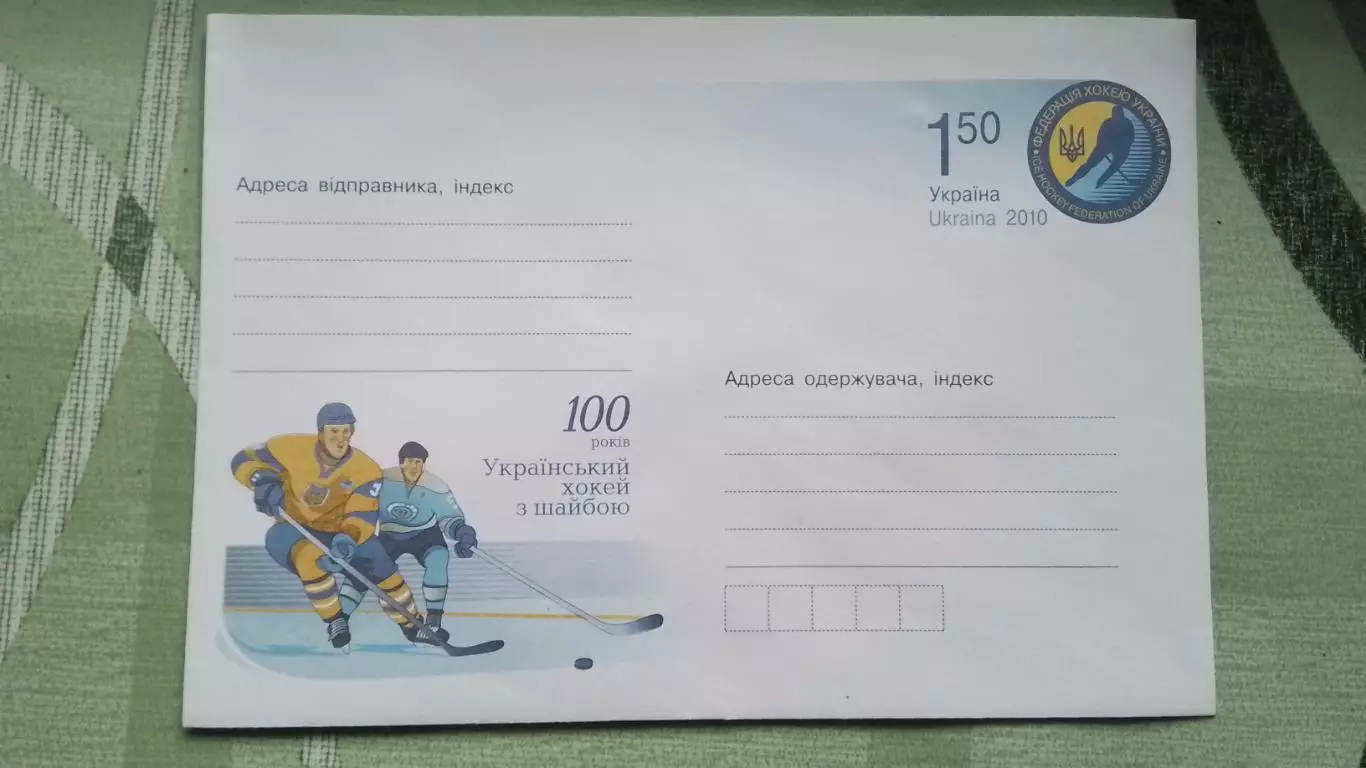 1 50
Україна
Ukraina 2010
ФЕДЕРАЦІЯ ХОКЕЮ УКРАЇНИ
ICE HOCKEY FEDERATION OF UKRAINE
Адреса відправника, індекс
Адреса одержувача, індекс
100
років
Український
хокей
з шайбою
3